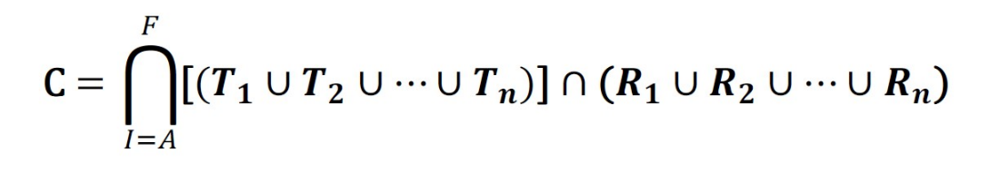 F
C = ⋂[(T₁ ∪ T₂ ∪ ⋯ ∪ Tₙ)] ∩ (R₁ ∪ R₂ ∪ ⋯ ∪ Rₙ)
I=A